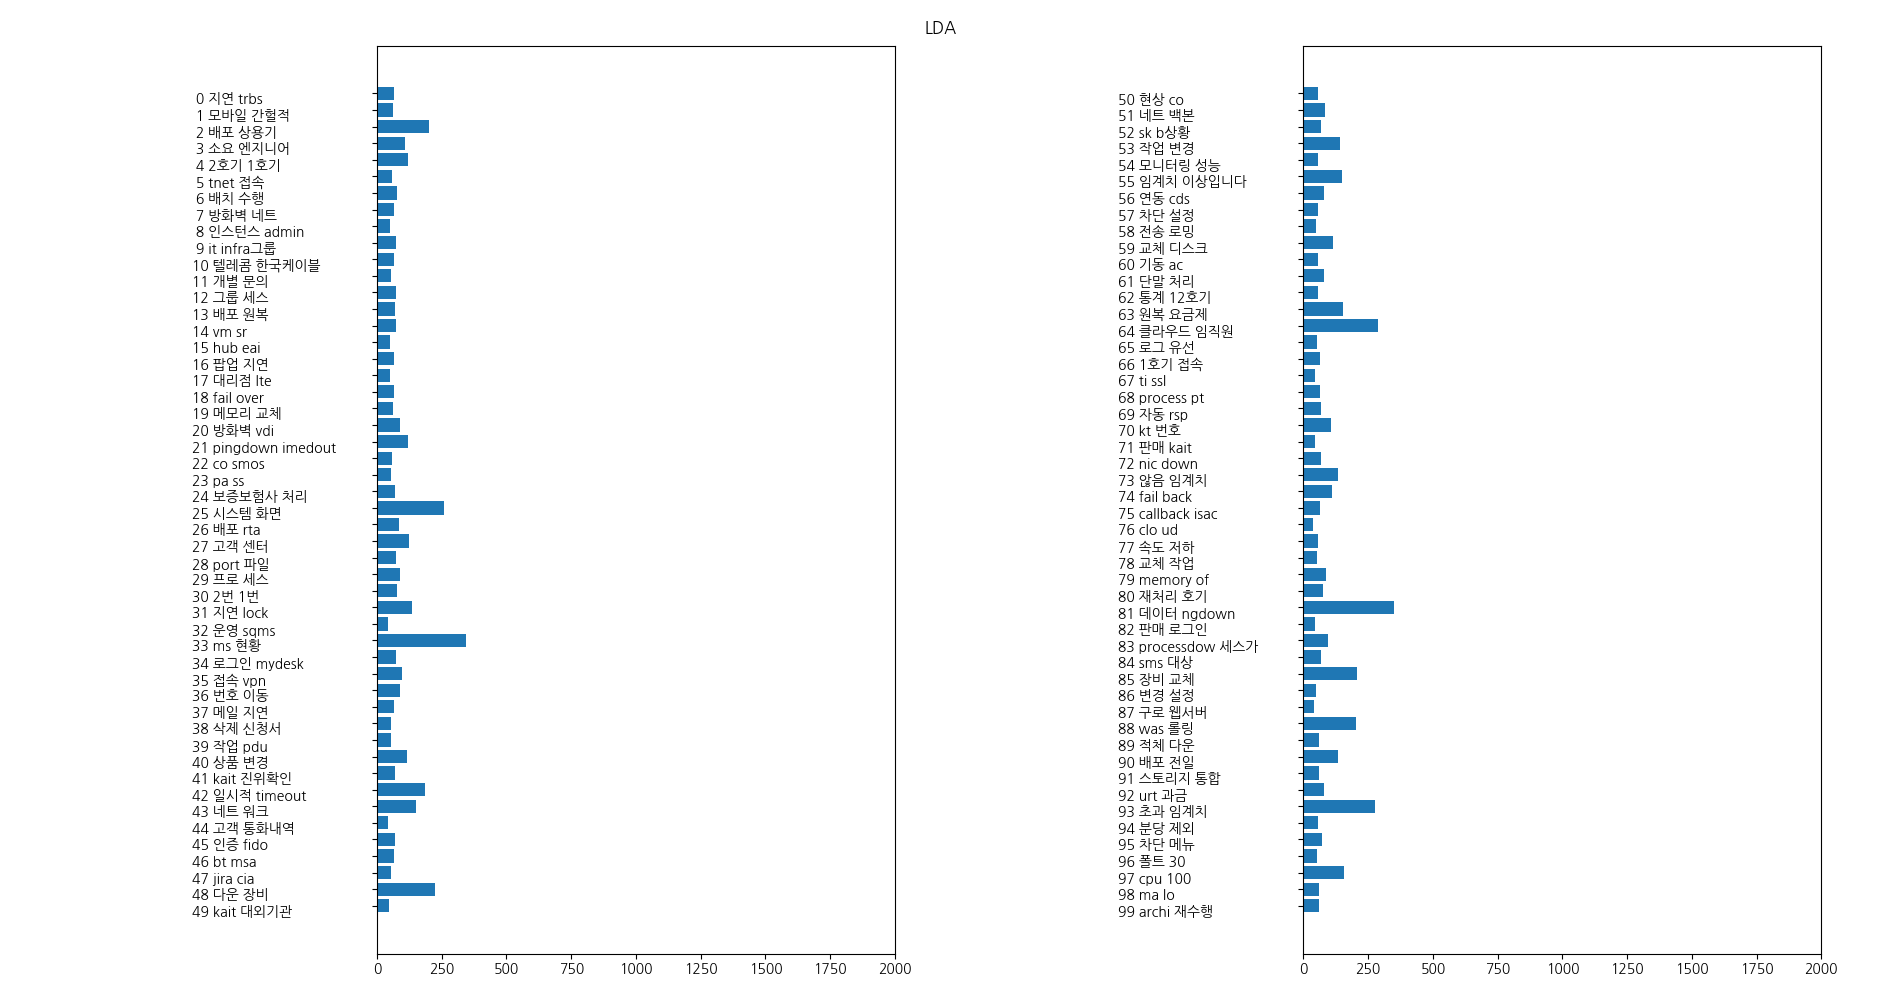 LDA
0 지연 trbs
1 모바일 간헐적
2 배포 상용기
3 소요 엔지니어
4 2호기 1호기
5 tnet 접속
6 배치 수행
7 방화벽 네트
8 인스턴스 admin
9 it infra그룹
10 텔레콤 한국케이블
11 개별 문의
12 그룹 세스
13 배포 원복
14 vm sr
15 hub eai
16 팝업 지연
17 대리점 lte
18 fail over
19 메모리 교체
20 방화벽 vdi
21 pingdown imedout
22 co smos
23 pa ss
24 보증보험사 처리
25 시스템 화면
26 배포 rta
27 고객 센터
28 port 파일
29 프로 세스
30 2번 1번
31 지연 lock
32 운영 sqms
33 ms 현황
34 로그인 mydesk
35 접속 vpn
36 번호 이동
37 메일 지연
38 삭제 신청서
39 작업 pdu
40 상품 변경
41 kait 진위확인
42 일시적 timeout
43 네트 워크
44 고객 통화내역
45 인증 fido
46 bt msa
47 jira cia
48 다운 장비
49 kait 대외기관
0 250 500 750 1000 1250 1500 1750 2000
50 현상 co
51 네트 백본
52 sk b상황
53 작업 변경
54 모니터링 성능
55 임계치 이상입니다
56 연동 cds
57 차단 설정
58 전송 로밍
59 교체 디스크
60 기동 ac
61 단말 처리
62 통계 12호기
63 원복 요금제
64 클라우드 임직원
65 로그 유선
66 1호기 접속
67 ti ssl
68 process pt
69 자동 rsp
70 kt 번호
71 판매 kait
72 nic down
73 않음 임계치
74 fail back
75 callback isac
76 clo ud
77 속도 저하
78 교체 작업
79 memory of
80 재처리 호기
81 데이터 ngdown
82 판매 로그인
83 processdow 세스가
84 sms 대상
85 장비 교체
86 변경 설정
87 구로 웹서버
88 was 롤링
89 적체 다운
90 배포 전일
91 스토리지 통합
92 urt 과금
93 초과 임계치
94 분당 제외
95 차단 메뉴
96 폴트 30
97 cpu 100
98 ma lo
99 archi 재수행
0 250 500 750 1000 1250 1500 1750 2000